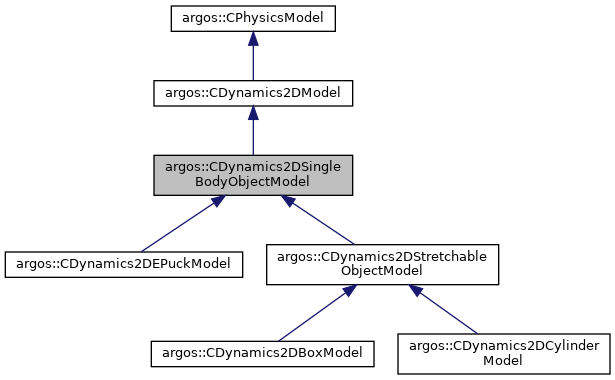 argos::CPhysicsModel
argos::CDynamics2DModel
argos::CDynamics2DSingle
BodyObjectModel
argos::CDynamics2DEPuckModel
argos::CDynamics2DStretchable
ObjectModel
argos::CDynamics2DBoxModel
argos::CDynamics2DCylinder
Model